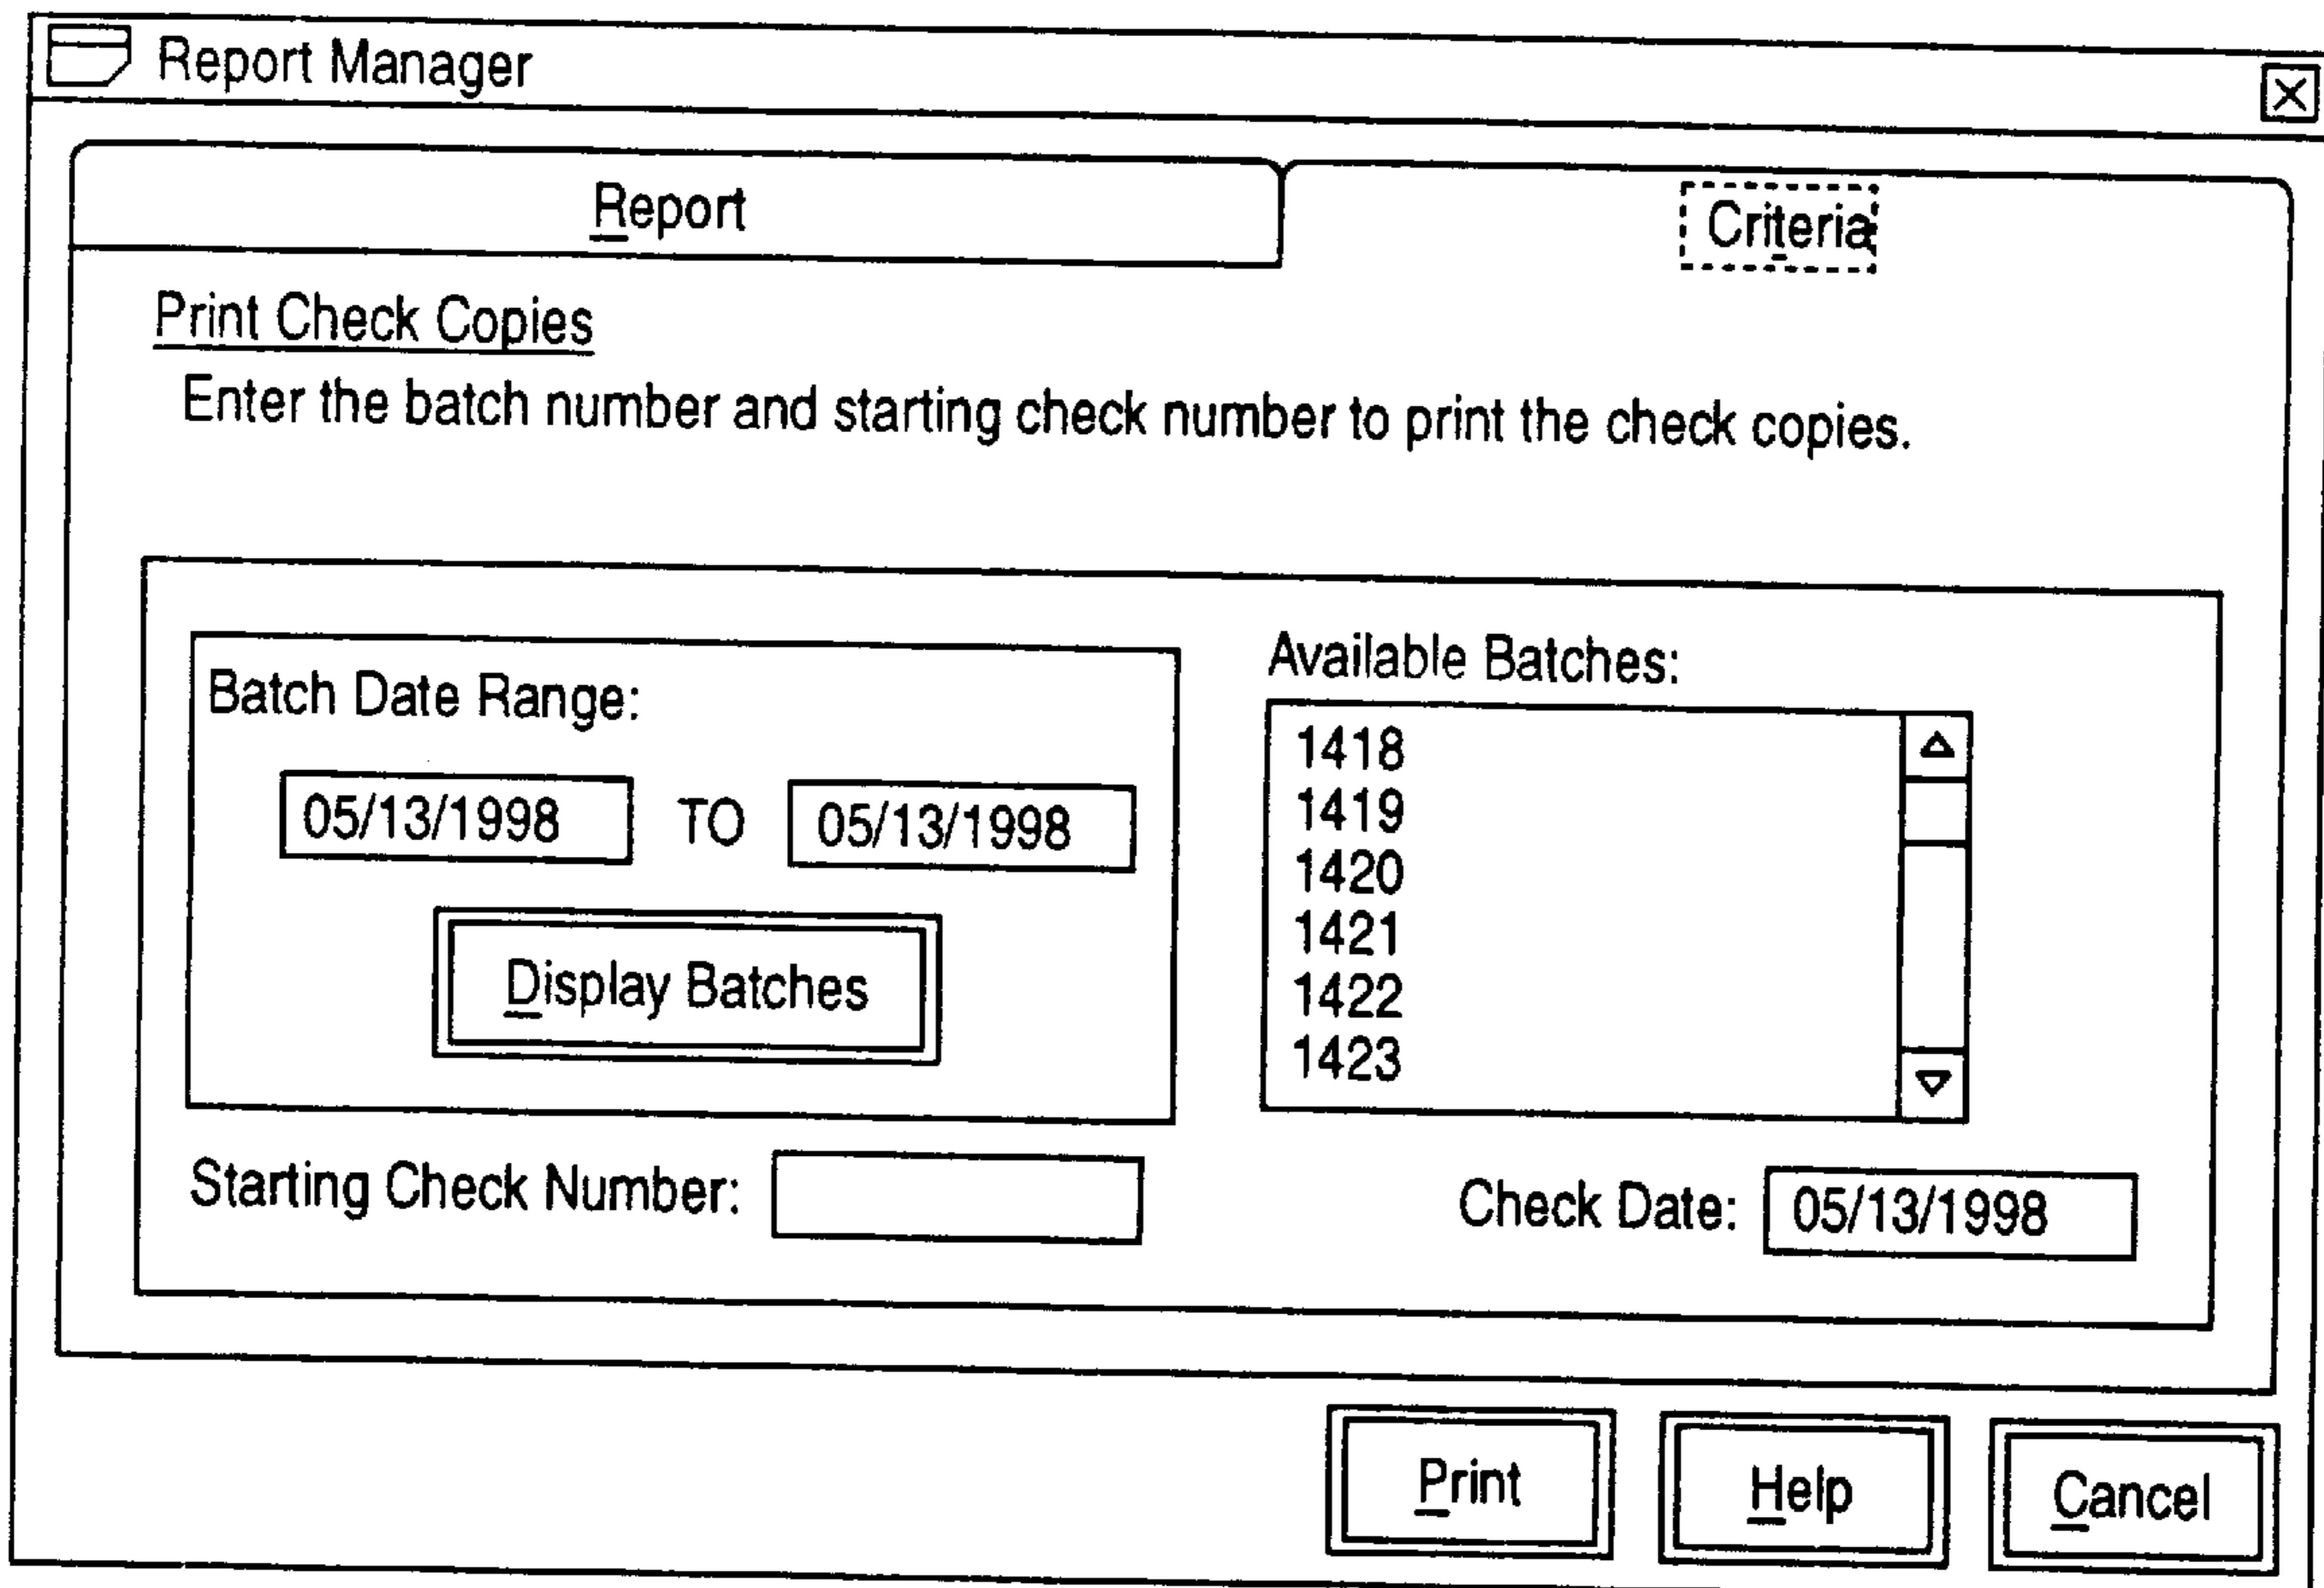 Report Manager
Report
Criteria
Print Check Copies
Enter the batch number and starting check number to print the check copies.
Batch Date Range:
05/13/1998 TO 05/13/1998
Display Batches
Available Batches:
1418
1419
1420
1421
1422
1423
Starting Check Number:
Check Date: 05/13/1998
Print
Help
Cancel